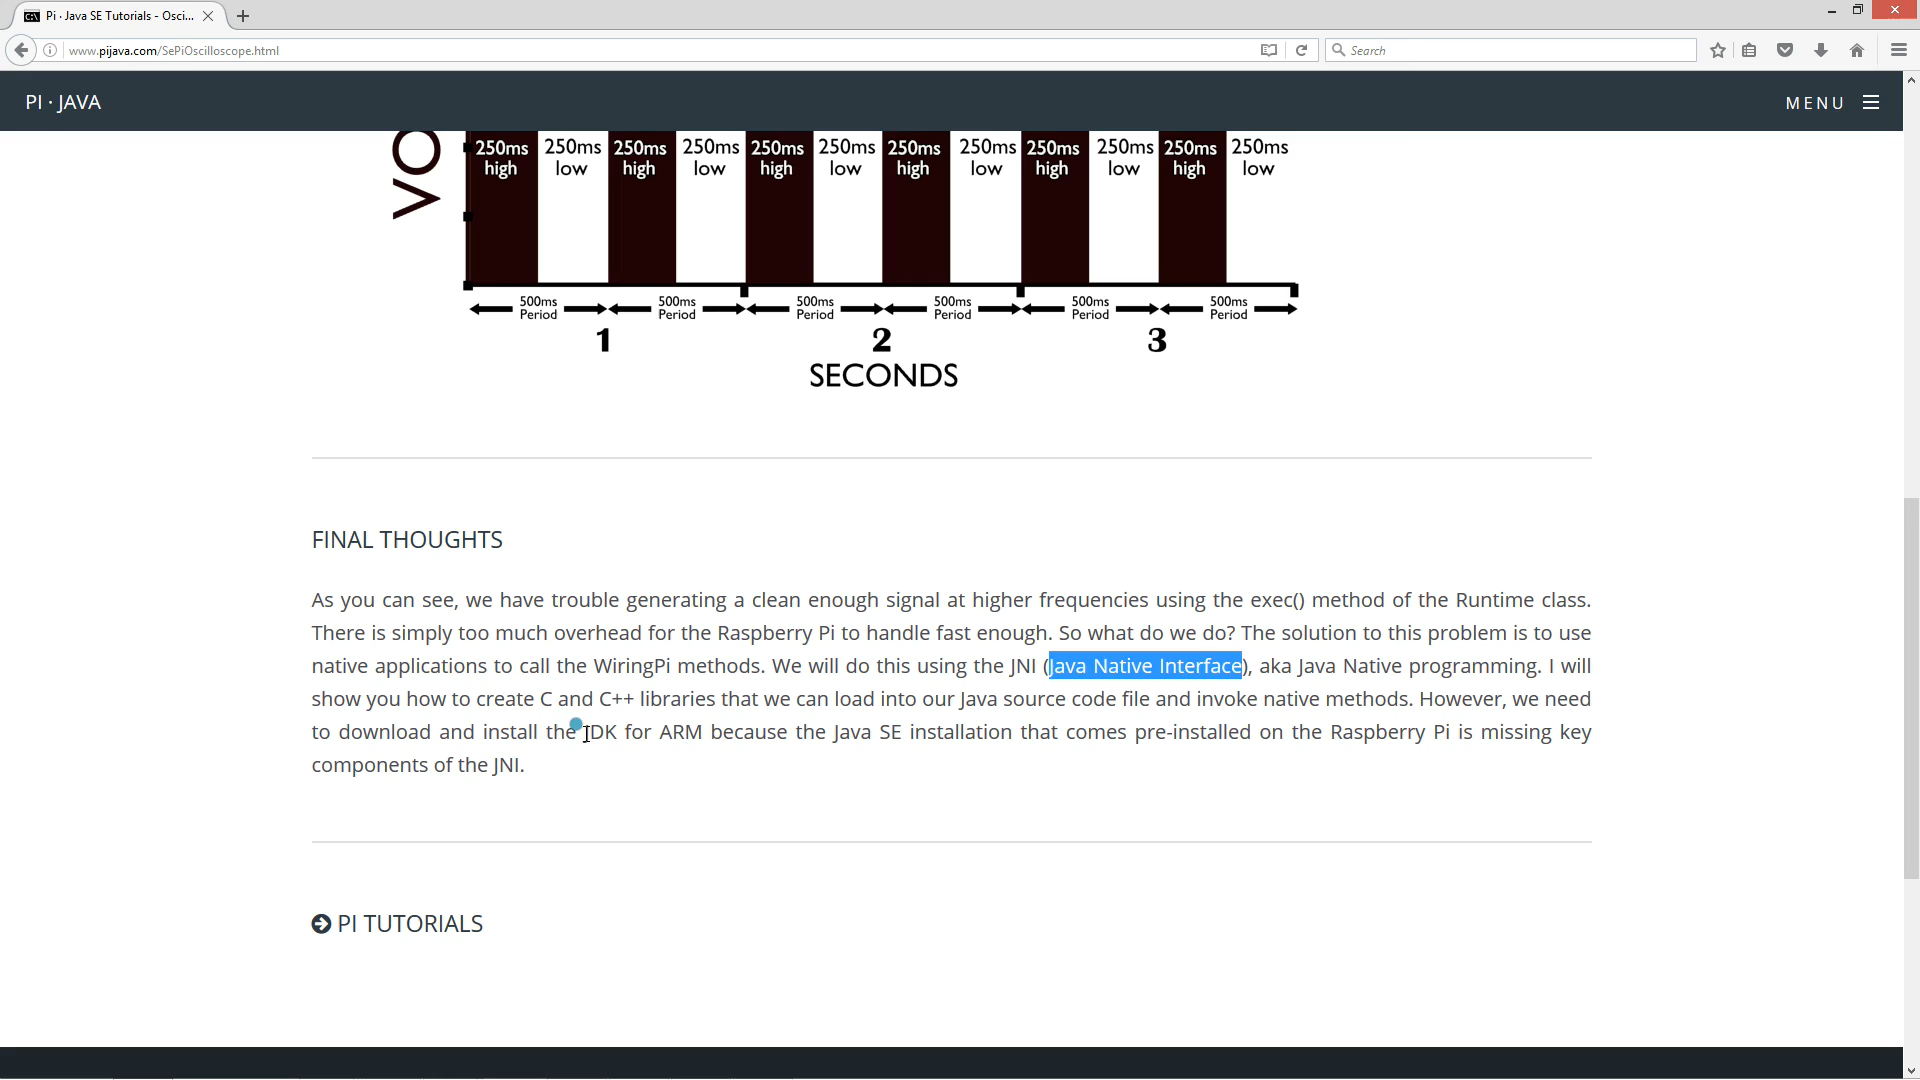 Pi · Java SE Tutorials - Osci...
www.pijava.com/SePiOscilloscope.html
Search
PI · JAVA
MENU
VO
250ms high 250ms low 250ms high 250ms low 250ms high 250ms low 250ms high 250ms low 250ms high 250ms low 250ms high 250ms low
500ms Period 500ms Period 500ms Period 500ms Period 500ms Period 500ms Period
1 2 3
SECONDS
FINAL THOUGHTS
As you can see, we have trouble generating a clean enough signal at higher frequencies using the exec() method of the Runtime class.
There is simply too much overhead for the Raspberry Pi to handle fast enough. So what do we do? The solution to this problem is to use
native applications to call the WiringPi methods. We will do this using the JNI (Java Native Interface), aka Java Native programming. I will
show you how to create C and C++ libraries that we can load into our Java source code file and invoke native methods. However, we need
to download and install the JDK for ARM because the Java SE installation that comes pre-installed on the Raspberry Pi is missing key
components of the JNI.
PI TUTORIALS